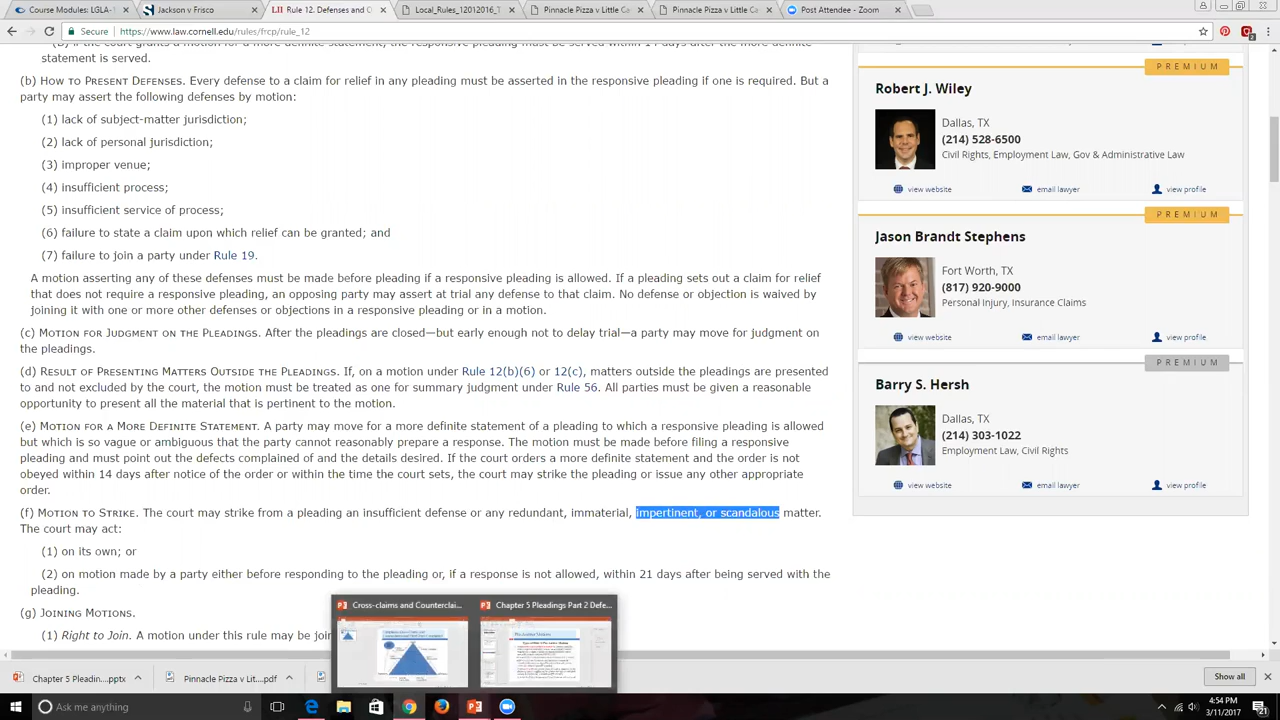 Course Modules: LGLA-1
Jackson v Frisco
Rule 12. Defenses and O
Local_Rules_12012016_T
Pinnacle Pizza v Little Ca
Pinnacle Pizza v Little Ca
Post Attendee - Zoom
Secure
https://www.law.cornell.edu/rules/frcp/rule_12
statement is served.
(b) HOW TO PRESENT DEFENSES. Every defense to a claim for relief in any pleading must be asserted in the responsive pleading if one is required. But a
party may assert the following defenses by motion:
(1) lack of subject-matter jurisdiction;
(2) lack of personal jurisdiction;
(3) improper venue;
(4) insufficient process;
(5) insufficient service of process;
(6) failure to state a claim upon which relief can be granted; and
(7) failure to join a party under Rule 19.
A motion asserting any of these defenses must be made before pleading if a responsive pleading is allowed. If a pleading sets out a claim for relief
that does not require a responsive pleading, an opposing party may assert at trial any defense to that claim. No defense or objection is waived by
joining it with one or more other defenses or objections in a responsive pleading or in a motion.
(c) MOTION FOR JUDGMENT ON THE PLEADINGS. After the pleadings are closed—but early enough not to delay trial—a party may move for judgment on
the pleadings.
(d) RESULT OF PRESENTING MATTERS OUTSIDE THE PLEADINGS. If, on a motion under Rule 12(b)(6) or 12(c), matters outside the pleadings are presented
to and not excluded by the court, the motion must be treated as one for summary judgment under Rule 56. All parties must be given a reasonable
opportunity to present all the material that is pertinent to the motion.
(e) MOTION FOR A MORE DEFINITE STATEMENT. A party may move for a more definite statement of a pleading to which a responsive pleading is allowed
but which is so vague or ambiguous that the party cannot reasonably prepare a response. The motion must be made before filing a responsive
pleading and must point out the defects complained of and the details desired. If the court orders a more definite statement and the order is not
obeyed within 14 days after notice of the order or within the time the court sets, the court may strike the pleading or issue any other appropriate
order.
(f) MOTION TO STRIKE. The court may strike from a pleading an insufficient defense or any redundant, immaterial, impertinent, or scandalous matter.
The court may act:
(1) on its own; or
(2) on motion made by a party either before responding to the pleading or, if a response is not allowed, within 21 days after being served with the
pleading.
(g) JOINING MOTIONS.
(1) Right to Join. A motion under this rule may be join
PREMIUM
Robert J. Wiley
Dallas, TX
(214) 528-6500
Civil Rights, Employment Law, Gov & Administrative Law
view website
email lawyer
view profile
PREMIUM
Jason Brandt Stephens
Fort Worth, TX
(817) 920-9000
Personal Injury, Insurance Claims
view website
email lawyer
view profile
PREMIUM
Barry S. Hersh
Dallas, TX
(214) 303-1022
Employment Law, Civil Rights
view website
email lawyer
view profile
Cross-claims and Counterclai...
Chapter 5 Pleadings Part 2 Defe...
Show all
Ask me anything
4:54 PM
3/11/2017
21